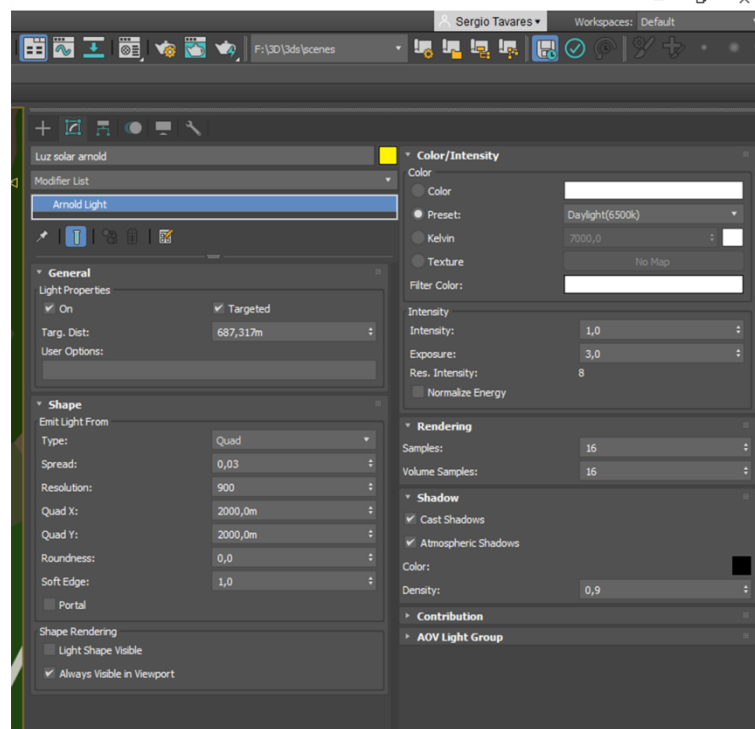 Sergio Tavares
Workspaces: Default
F:\3D\3ds\scenes
Luz solar arnold
Modifier List
Arnold Light
General
Light Properties
On
Targeted
Targ. Dist: 687,317m
User Options:
Shape
Emit Light From
Type: Quad
Spread: 0,03
Resolution: 900
Quad X: 2000,0m
Quad Y: 2000,0m
Roundness: 0,0
Soft Edge: 1,0
Portal
Shape Rendering
Light Shape Visible
Always Visible in Viewport
Color/Intensity
Color
Color
Preset: Daylight(6500k)
Kelvin 7000,0
Texture No Map
Filter Color:
Intensity
Intensity: 1,0
Exposure: 3,0
Res. Intensity: 8
Normalize Energy
Rendering
Samples: 16
Volume Samples: 16
Shadow
Cast Shadows
Atmospheric Shadows
Color:
Density: 0,9
Contribution
AOV Light Group